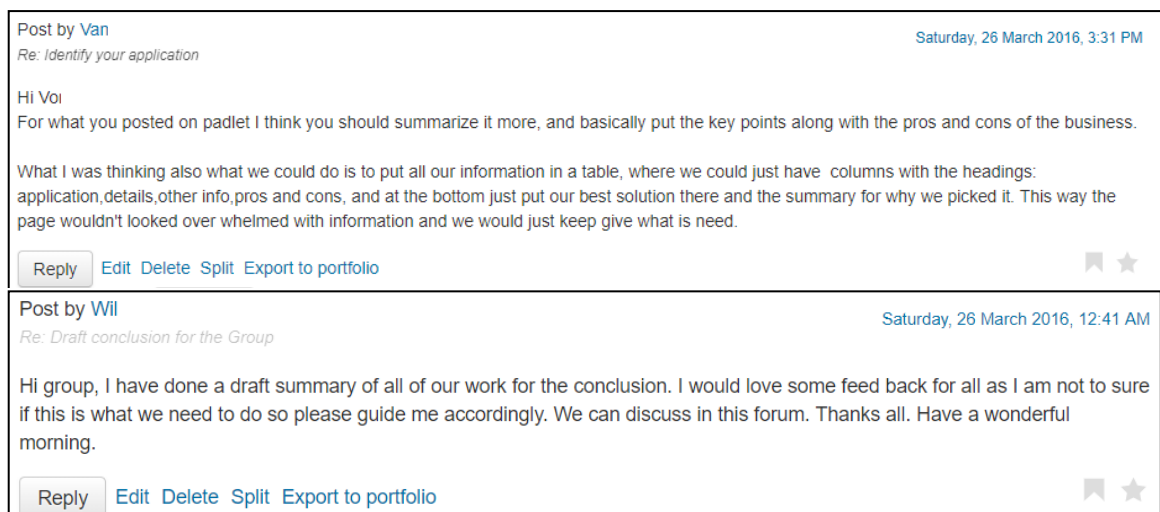 Post by Van
Saturday, 26 March 2016, 3:31 PM
Re: Identify your application
Hi Vor
For what you posted on padlet I think you should summarize it more, and basically put the key points along with the pros and cons of the business.
What I was thinking also what we could do is to put all our information in a table, where we could just have columns with the headings:
application,details,other info,pros and cons, and at the bottom just put our best solution there and the summary for why we picked it. This way the
page wouldn't looked over whelmed with information and we would just keep give what is need.
Reply Edit Delete Split Export to portfolio
Post by Wil
Saturday, 26 March 2016, 12:41 AM
Re: Draft conclusion for the Group
Hi group, I have done a draft summary of all of our work for the conclusion. I would love some feed back for all as I am not to sure
if this is what we need to do so please guide me accordingly. We can discuss in this forum. Thanks all. Have a wonderful
morning.
Reply Edit Delete Split Export to portfolio